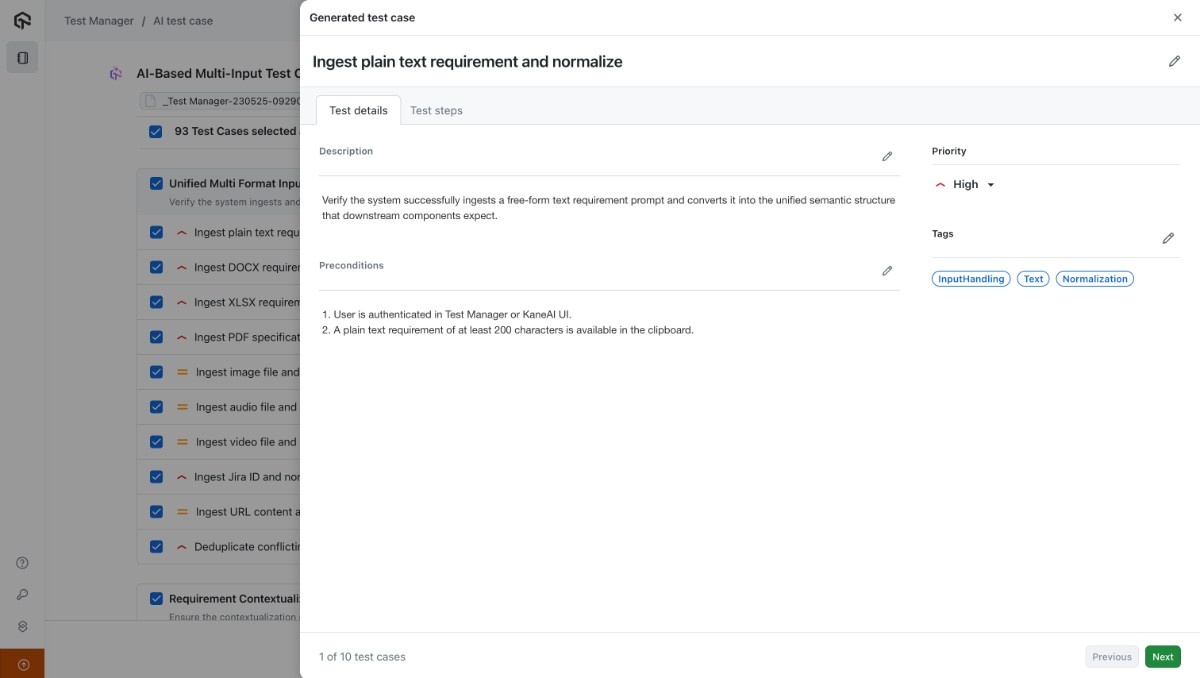 Test Manager / AI test case
AI-Based Multi-Input Test C
_Test Manager-230525-09290
93 Test Cases selected
Unified Multi Format Inpu
Verify the system ingests and
Ingest plain text requ
Ingest DOCX requirer
Ingest XLSX requirem
Ingest PDF specificat
Ingest image file and
Ingest audio file and
Ingest video file and
Ingest Jira ID and nor
Ingest URL content a
Deduplicate conflictin
Requirement Contextuali
Ensure the contextualization
Generated test case
Ingest plain text requirement and normalize
Test details
Test steps
Description
Verify the system successfully ingests a free-form text requirement prompt and converts it into the unified semantic structure
that downstream components expect.
Preconditions
1. User is authenticated in Test Manager or KaneAI UI.
2. A plain text requirement of at least 200 characters is available in the clipboard.
Priority
High
Tags
InputHandling Text Normalization
1 of 10 test cases
Previous Next